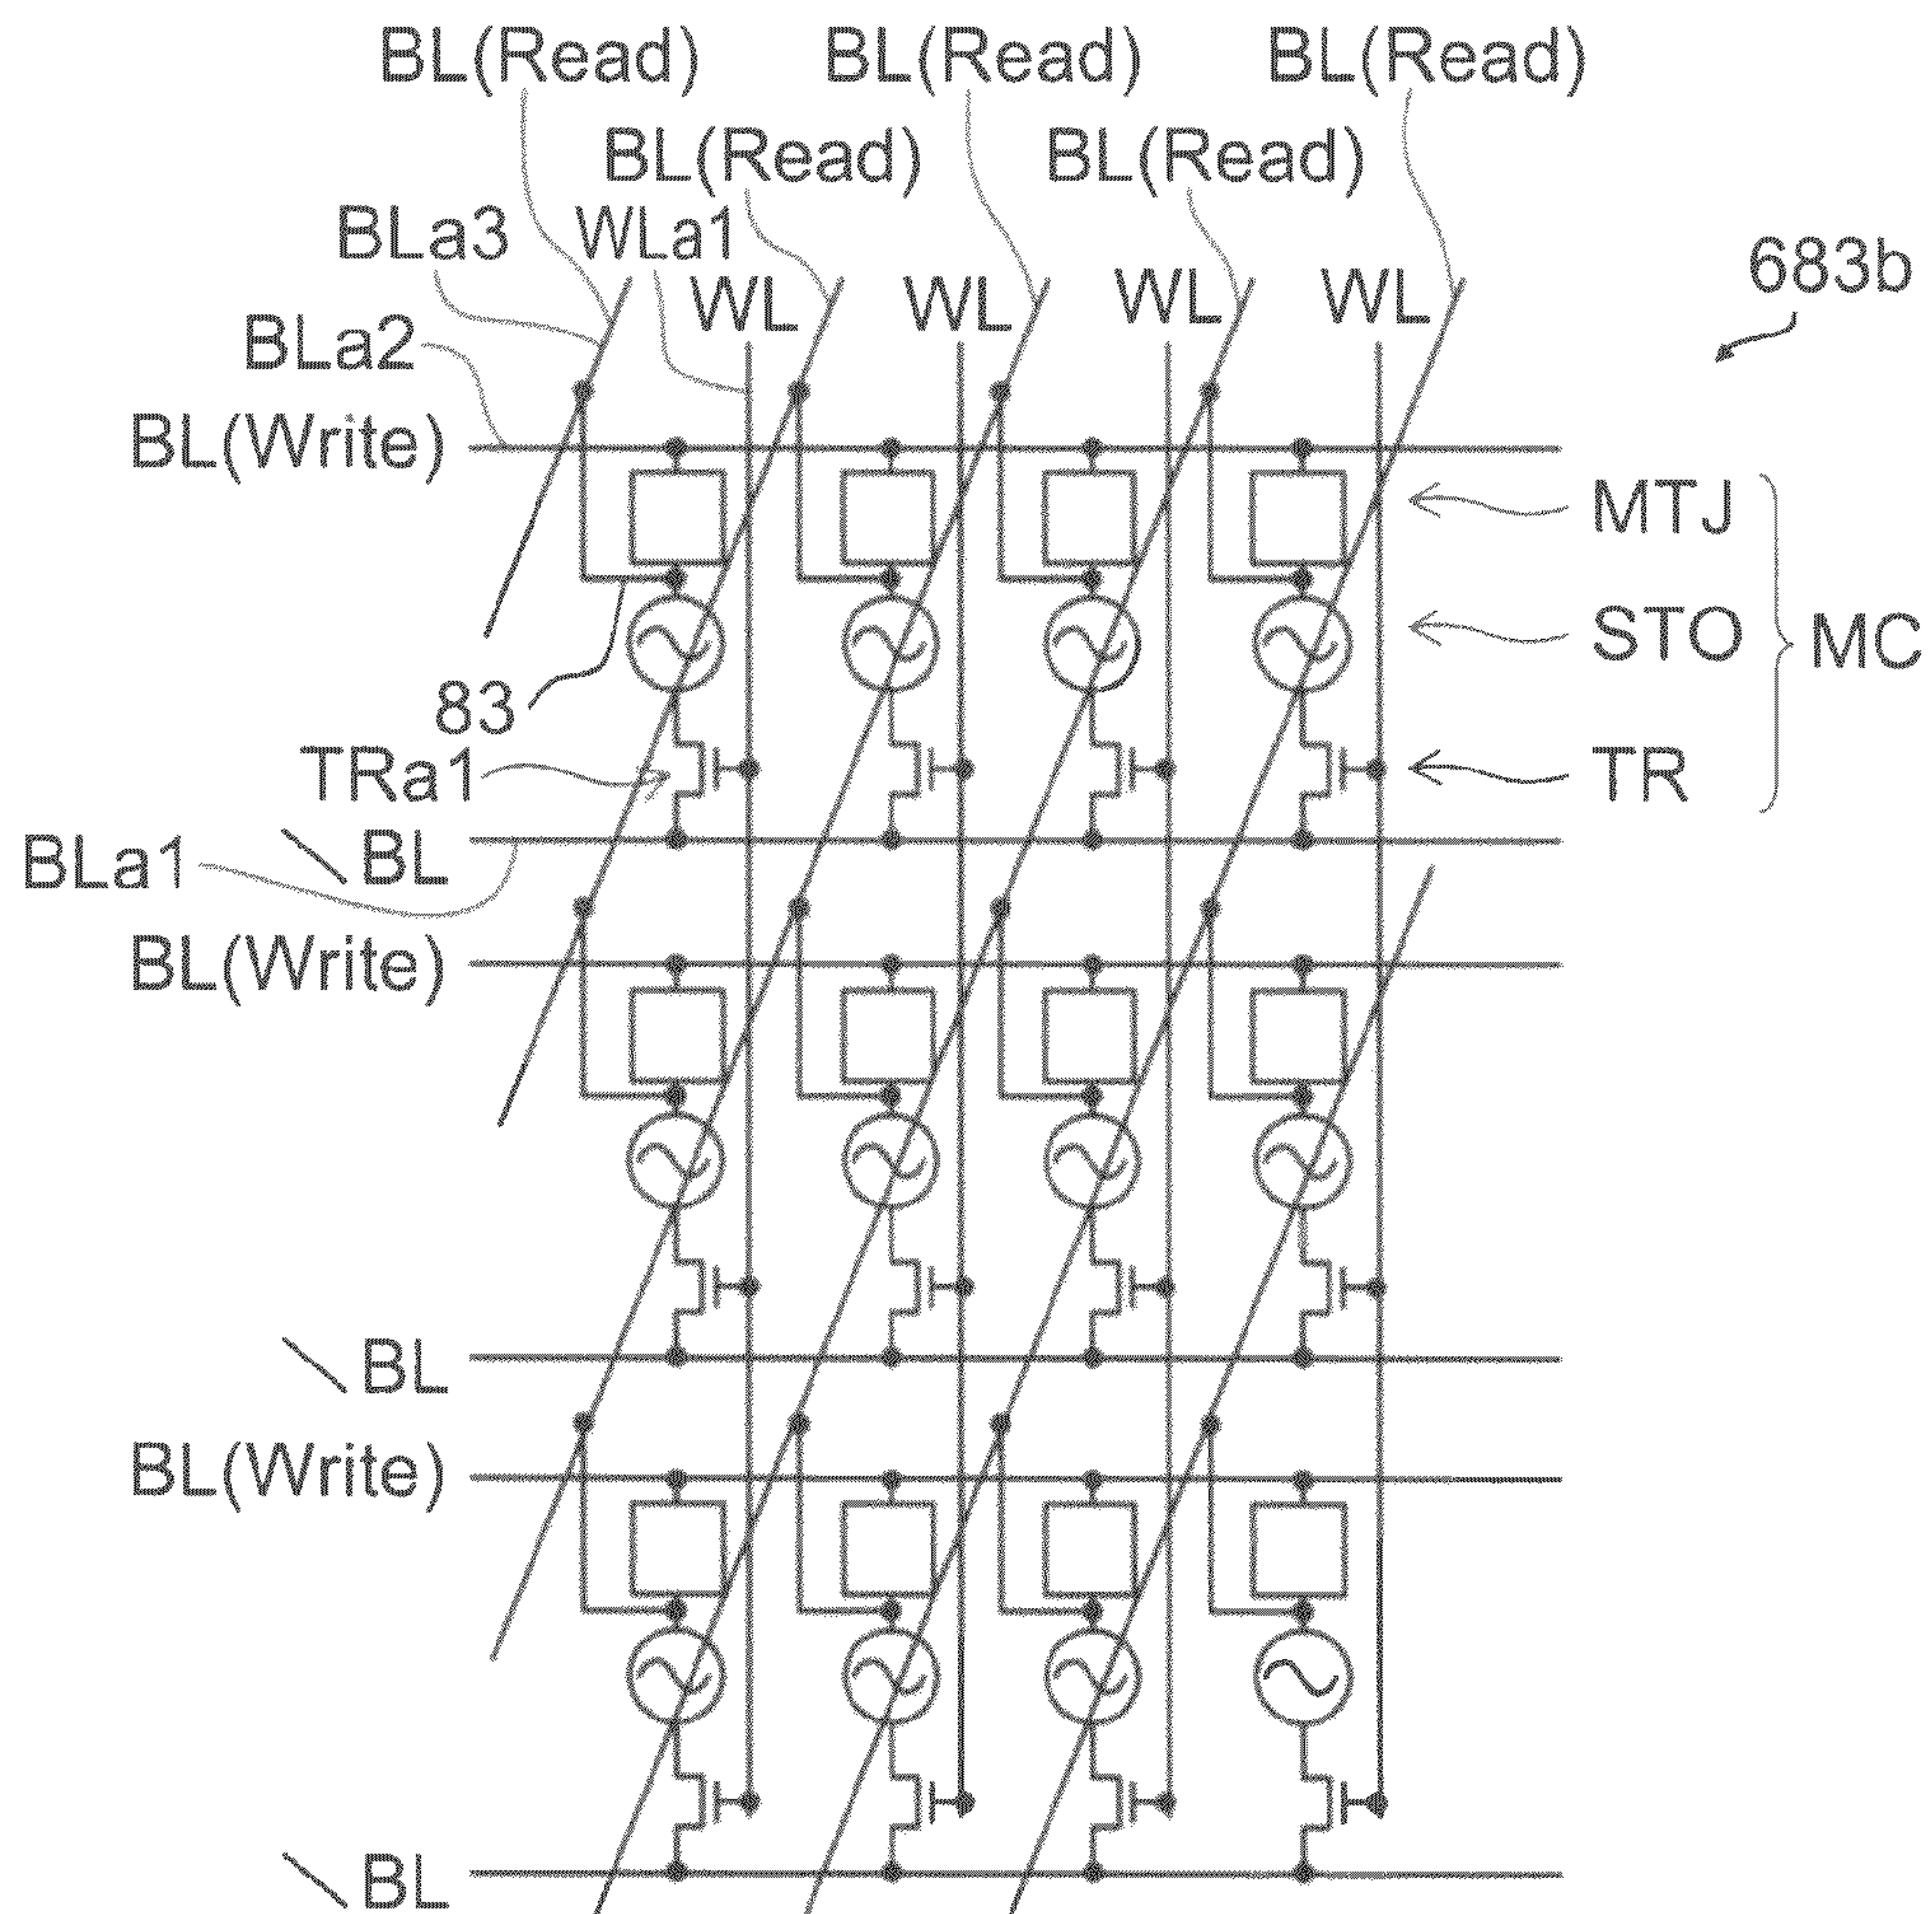 BL(Read) BL(Read) BL(Read)
BL(Read) BL(Read)
BLa3 WLa1
683b
WL WL WL WL
BLa2
BL(Write)
MTJ
STO
MC
83
TRa1
TR
\BL
BLa1
BL(Write)
\BL
BL(Write)
\BL